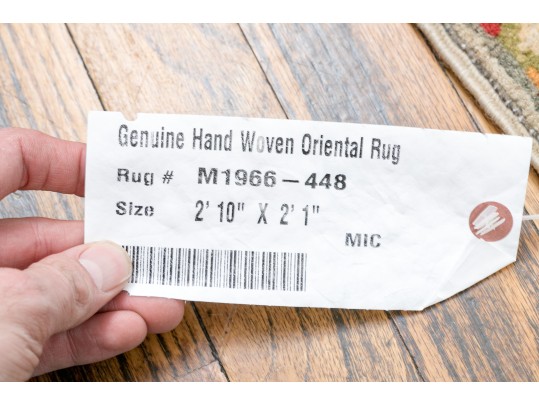 Genuine Hand Woven Oriental Rug
Rug # M1966-448
Size 2' 10" X 2' 1"
MIC